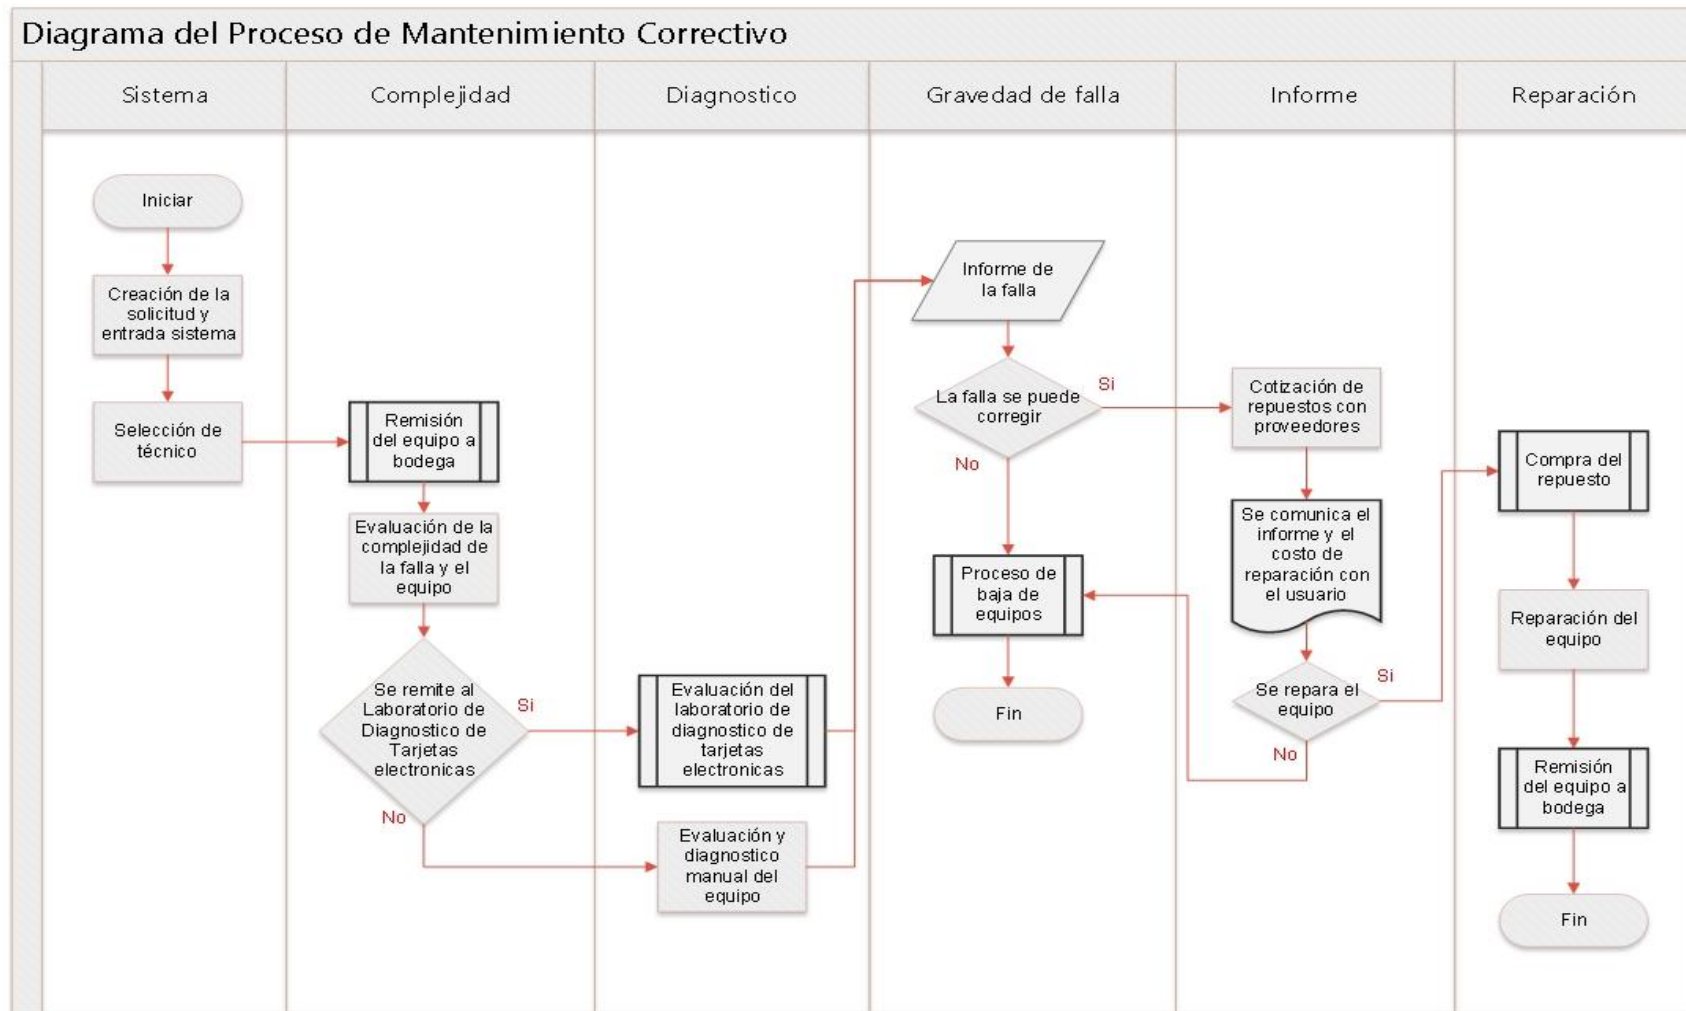 Diagrama del Proceso de Mantenimiento Correctivo
Sistema
Complejidad
Diagnostico
Gravedad de falla
Informe
Reparación
Iniciar
Creación de la
solicitud y
entrada sistema
Selección de
técnico
Remisión
del equipo a
bodega
Evaluación de la
complejidad de
la falla y el
equipo
Se remite al
Laboratorio de
Diagnostico de
Tarjetas
electronicas
Si
No
Evaluación del
laboratorio de
diagnostico de
tarjetas
electronicas
Evaluación y
diagnostico
manual del
equipo
Informe de
la falla
La falla se puede
corregir
Si
No
Proceso de
baja de
equipos
Fin
Cotización de
repuestos con
proveedores
Se comunica el
informe y el
costo de
reparación con
el usuario
Se repara el
equipo
Si
No
Compra del
repuesto
Reparación del
equipo
Remisión
del equipo a
bodega
Fin